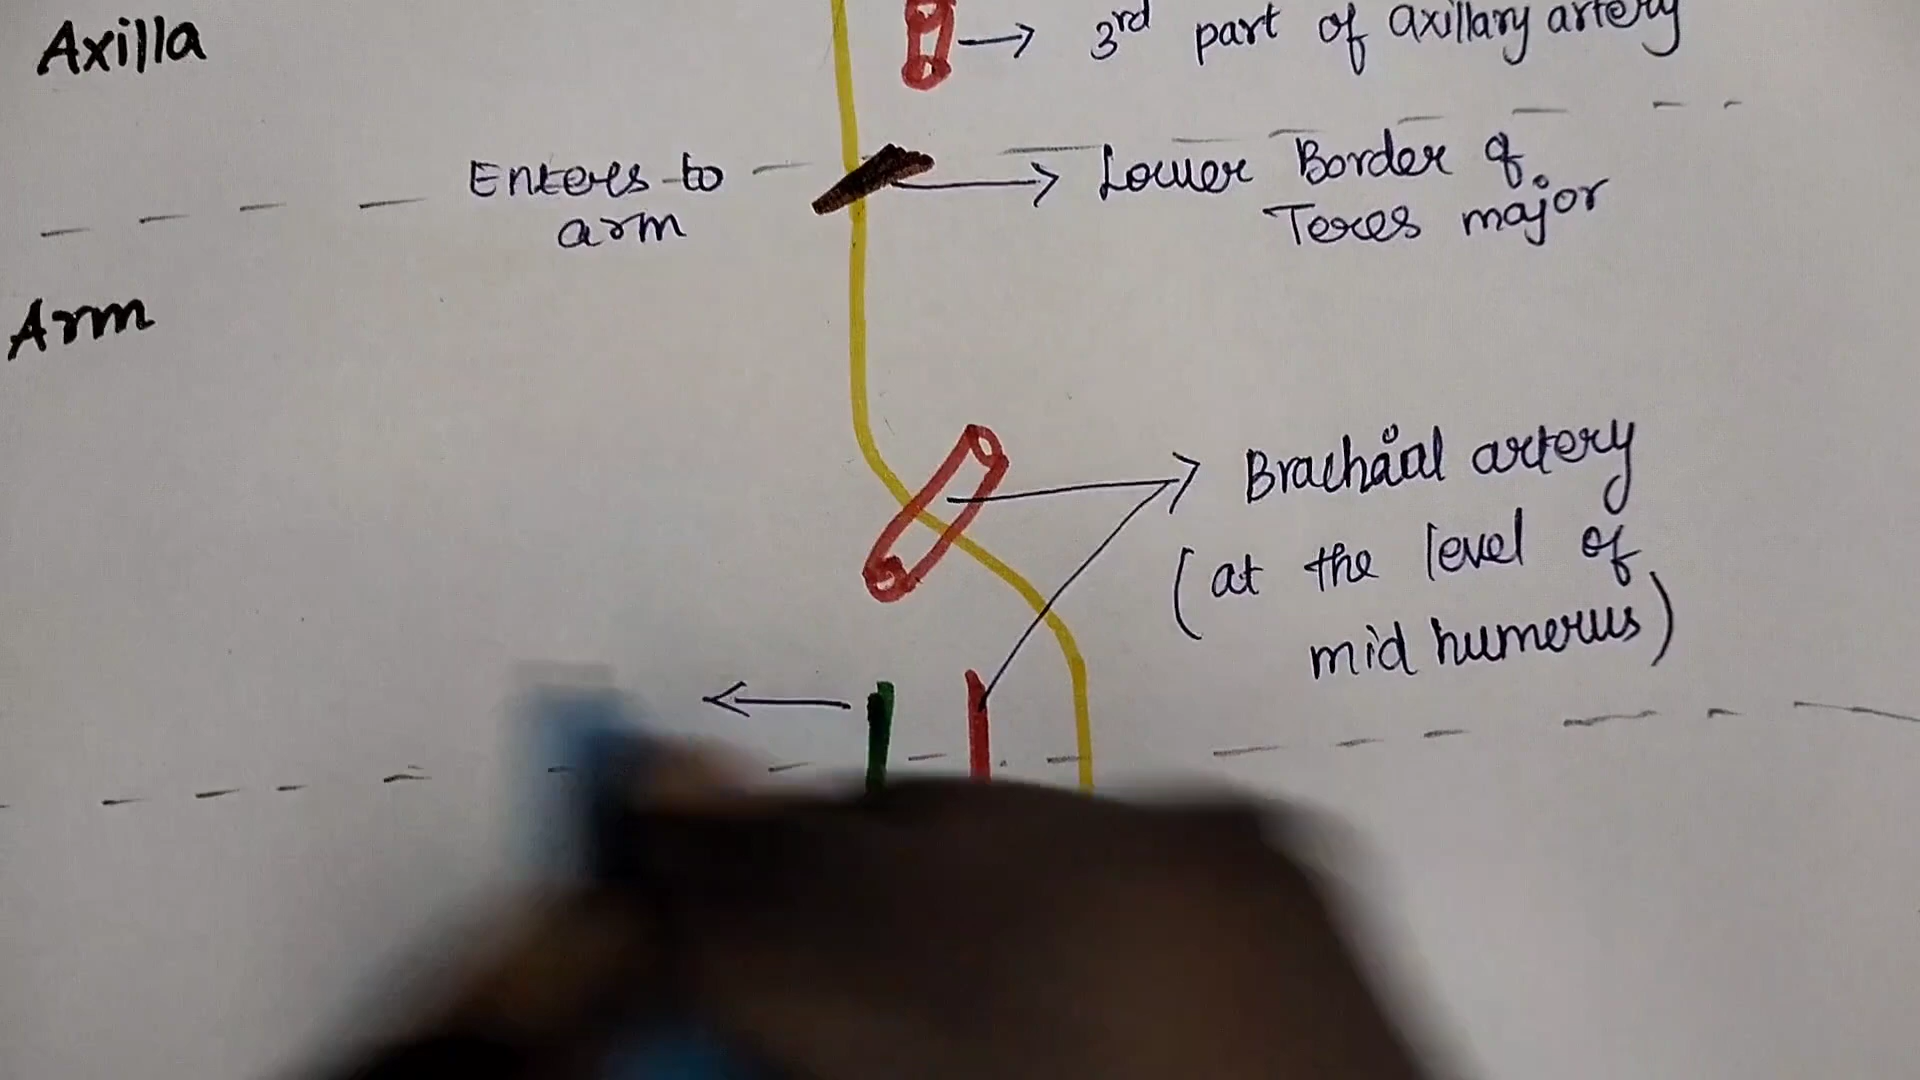 Axilla
3rd part of axillary artery
Enters to
arm
Lower Border of
Teres major
Arm
Brachial artery
(at the level of
mid humerus)